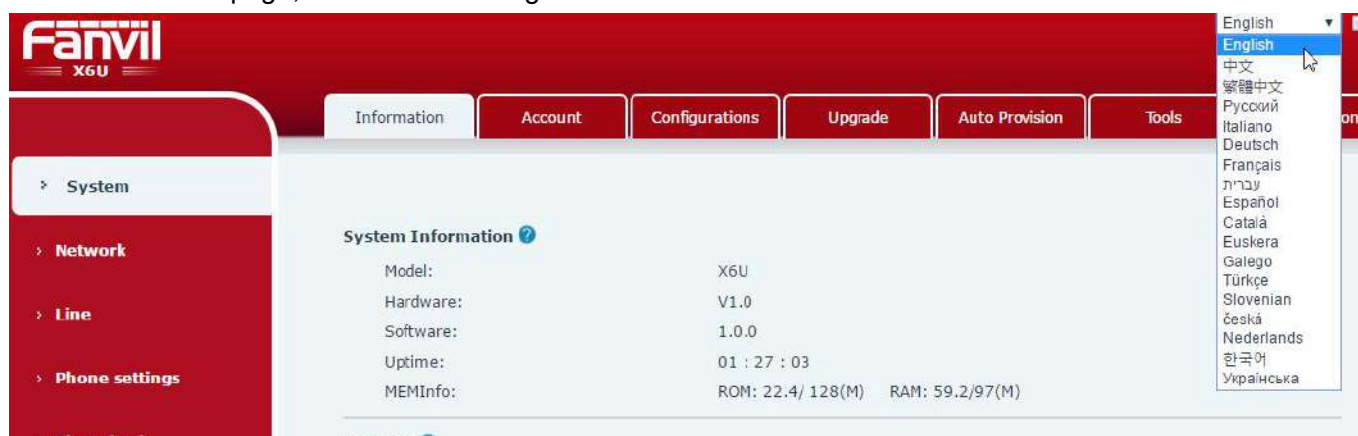 Fanvil
X6U
English
English
中文
繁體中文
Русский
Italiano
Deutsch
Français
עברית
Español
Català
Euskera
Galego
Türkçe
Slovenian
česká
Nederlands
한국어
Українська
Information
Account
Configurations
Upgrade
Auto Provision
Tools
› System
› Network
› Line
› Phone settings
System Information
Model: X6U
Hardware: V1.0
Software: 1.0.0
Uptime: 01 : 27 : 03
MEMInfo: ROM: 22.4/ 128(M) RAM: 59.2/97(M)